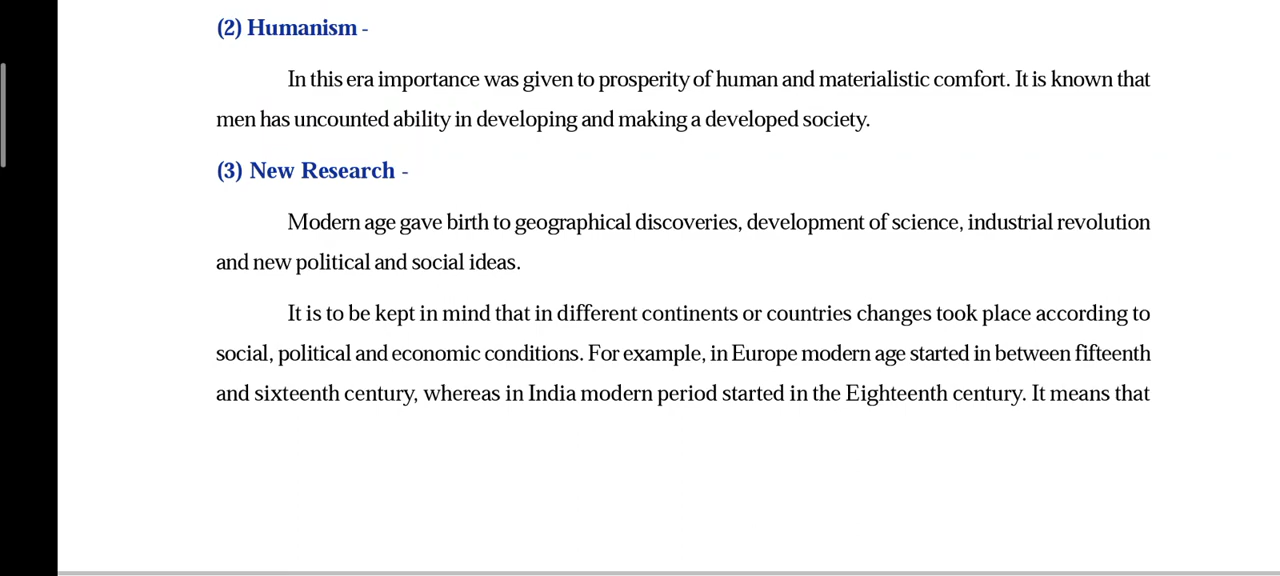 (2) Humanism -
In this era importance was given to prosperity of human and materialistic comfort. It is known that
men has uncounted ability in developing and making a developed society.
(3) New Research -
Modern age gave birth to geographical discoveries, development of science, industrial revolution
and new political and social ideas.
It is to be kept in mind that in different continents or countries changes took place according to
social, political and economic conditions. For example, in Europe modern age started in between fifteenth
and sixteenth century, whereas in India modern period started in the Eighteenth century. It means that